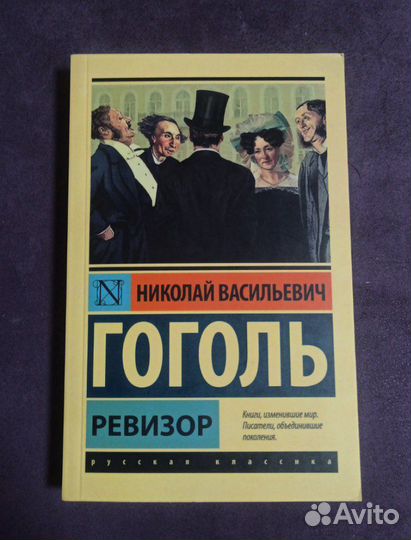 N
НИКОЛАЙ ВАСИЛЬЕВИЧ
ГОГОЛЬ
РЕВИЗОР
Книги, изменившие мир.
Писатели, объединившие
поколения.
русская классика
Avito